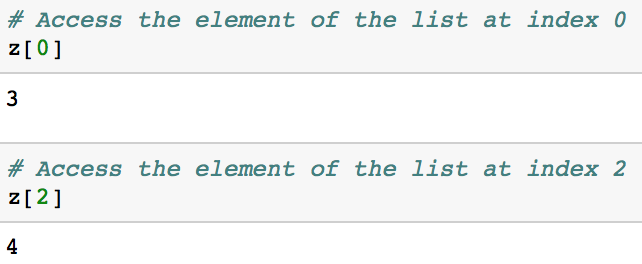 # Access the element of the list at index 0
z[0]
3
# Access the element of the list at index 2
z[2]
4